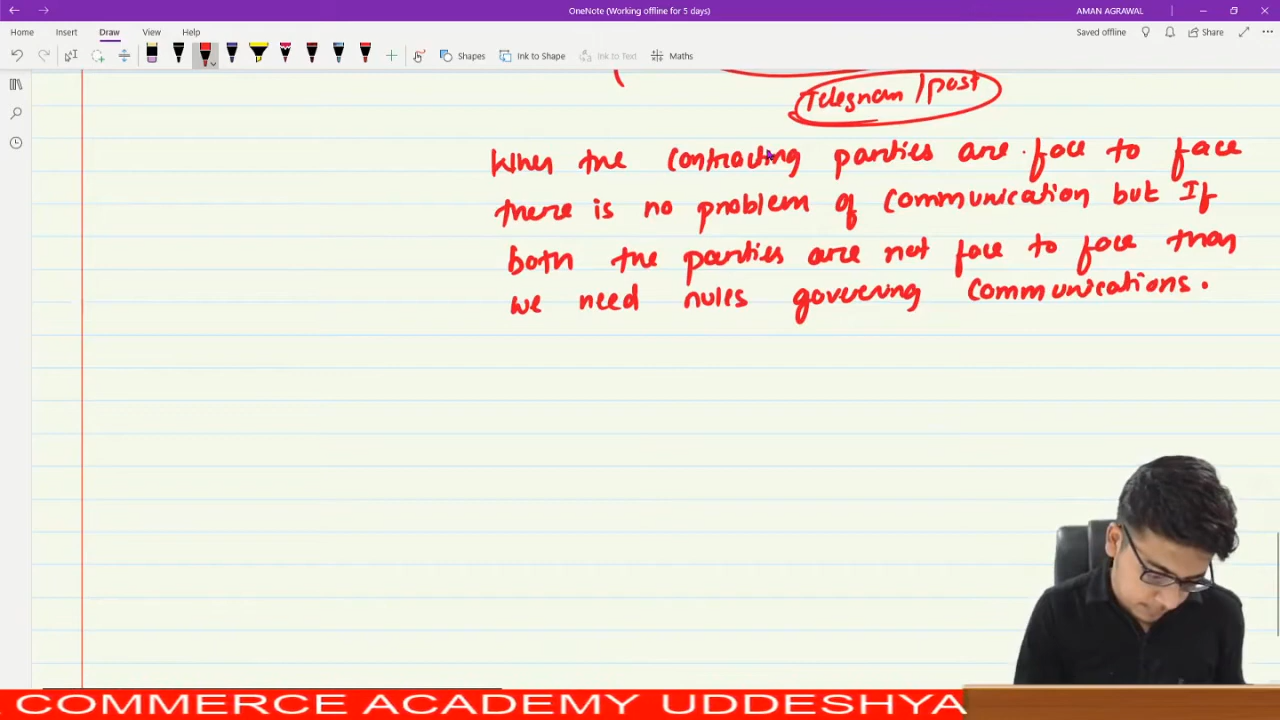 OneNote (Working offline for 5 days)
AMAN AGRAWAL
Home Insert Draw View Help
Saved offline
Share
Shapes
Ink to Shape
Ink to Text
Maths
Telegram / post
When the contracting parties are face to face
there is no problem of communication but If
both the parties are not face to face than
we need rules governing communications.
COMMERCE ACADEMY UDDESHYA